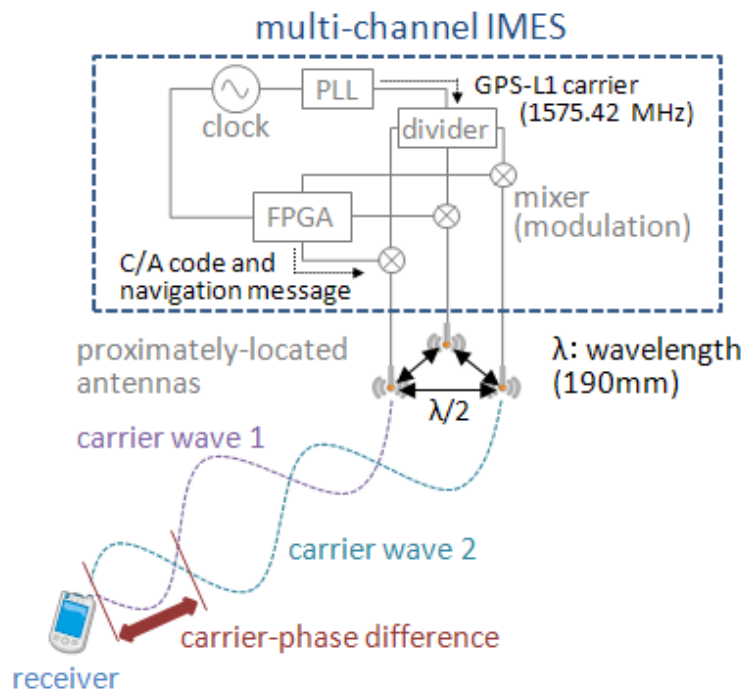 multi-channel IMES
PLL
GPS-L1 carrier
(1575.42 MHz)
clock
divider
FPGA
mixer
(modulation)
C/A code and
navigation message
proximately-located
antennas
λ: wavelength
(190mm)
λ/2
carrier wave 1
carrier wave 2
carrier-phase difference
receiver